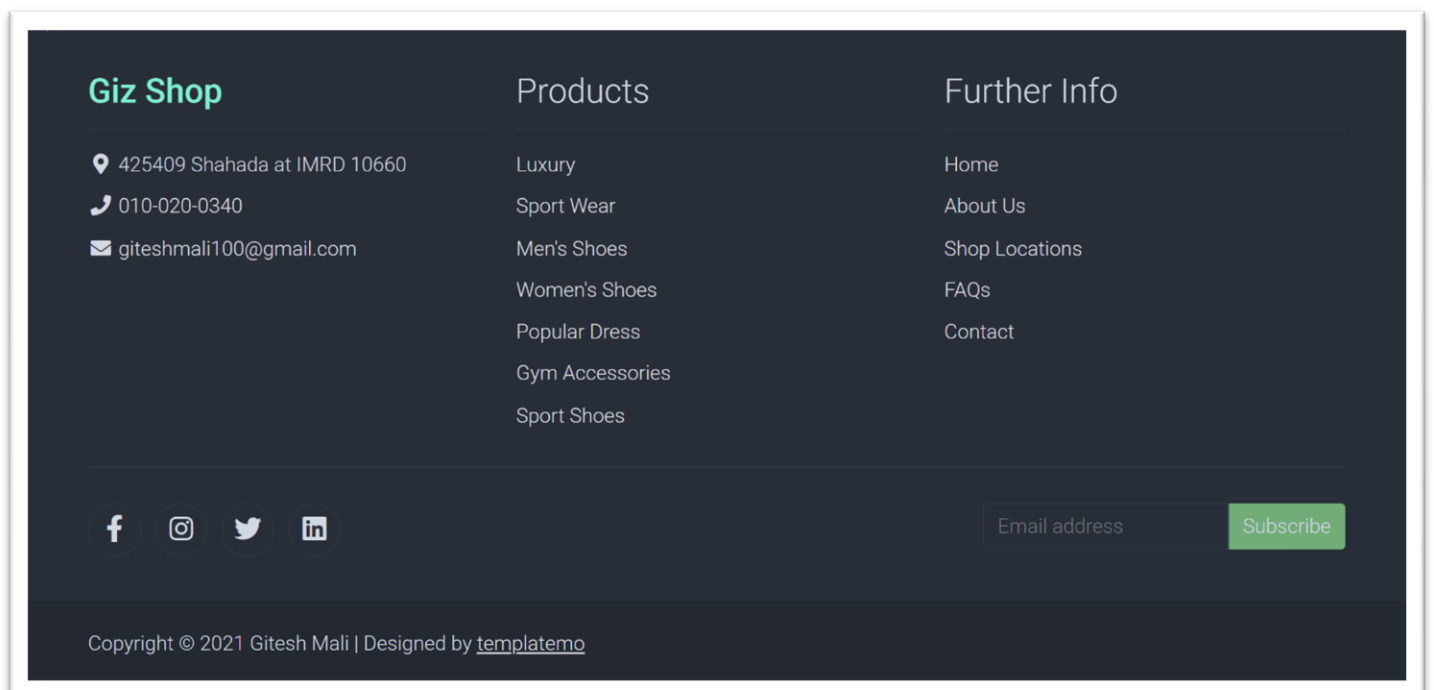 Giz Shop
425409 Shahada at IMRD 10660
010-020-0340
giteshmali100@gmail.com
Products
Luxury
Sport Wear
Men's Shoes
Women's Shoes
Popular Dress
Gym Accessories
Sport Shoes
Further Info
Home
About Us
Shop Locations
FAQs
Contact
Email address
Subscribe
Copyright © 2021 Gitesh Mali | Designed by templatemo